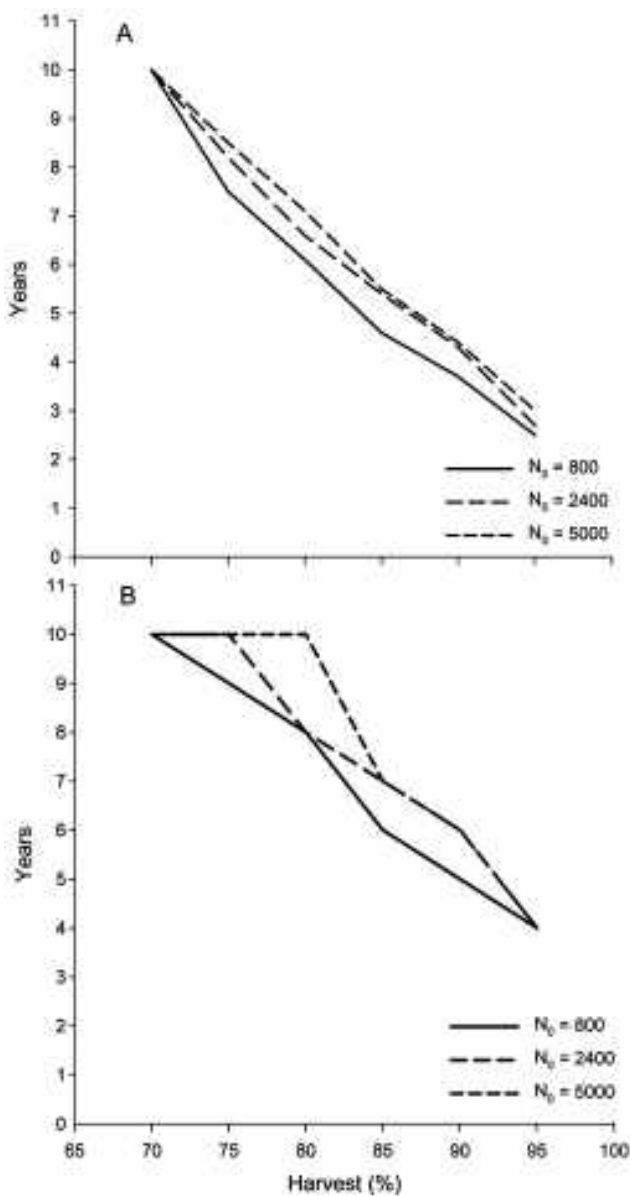 A
11
10
9
8
7
6
5
4
3
2
1
0
Years
N₀ = 800
N₀ = 2400
N₀ = 5000
B
11
10
9
8
7
6
5
4
3
2
1
0
Years
N₀ = 800
N₀ = 2400
N₀ = 5000
65 70 75 80 85 90 95 100
Harvest (%)